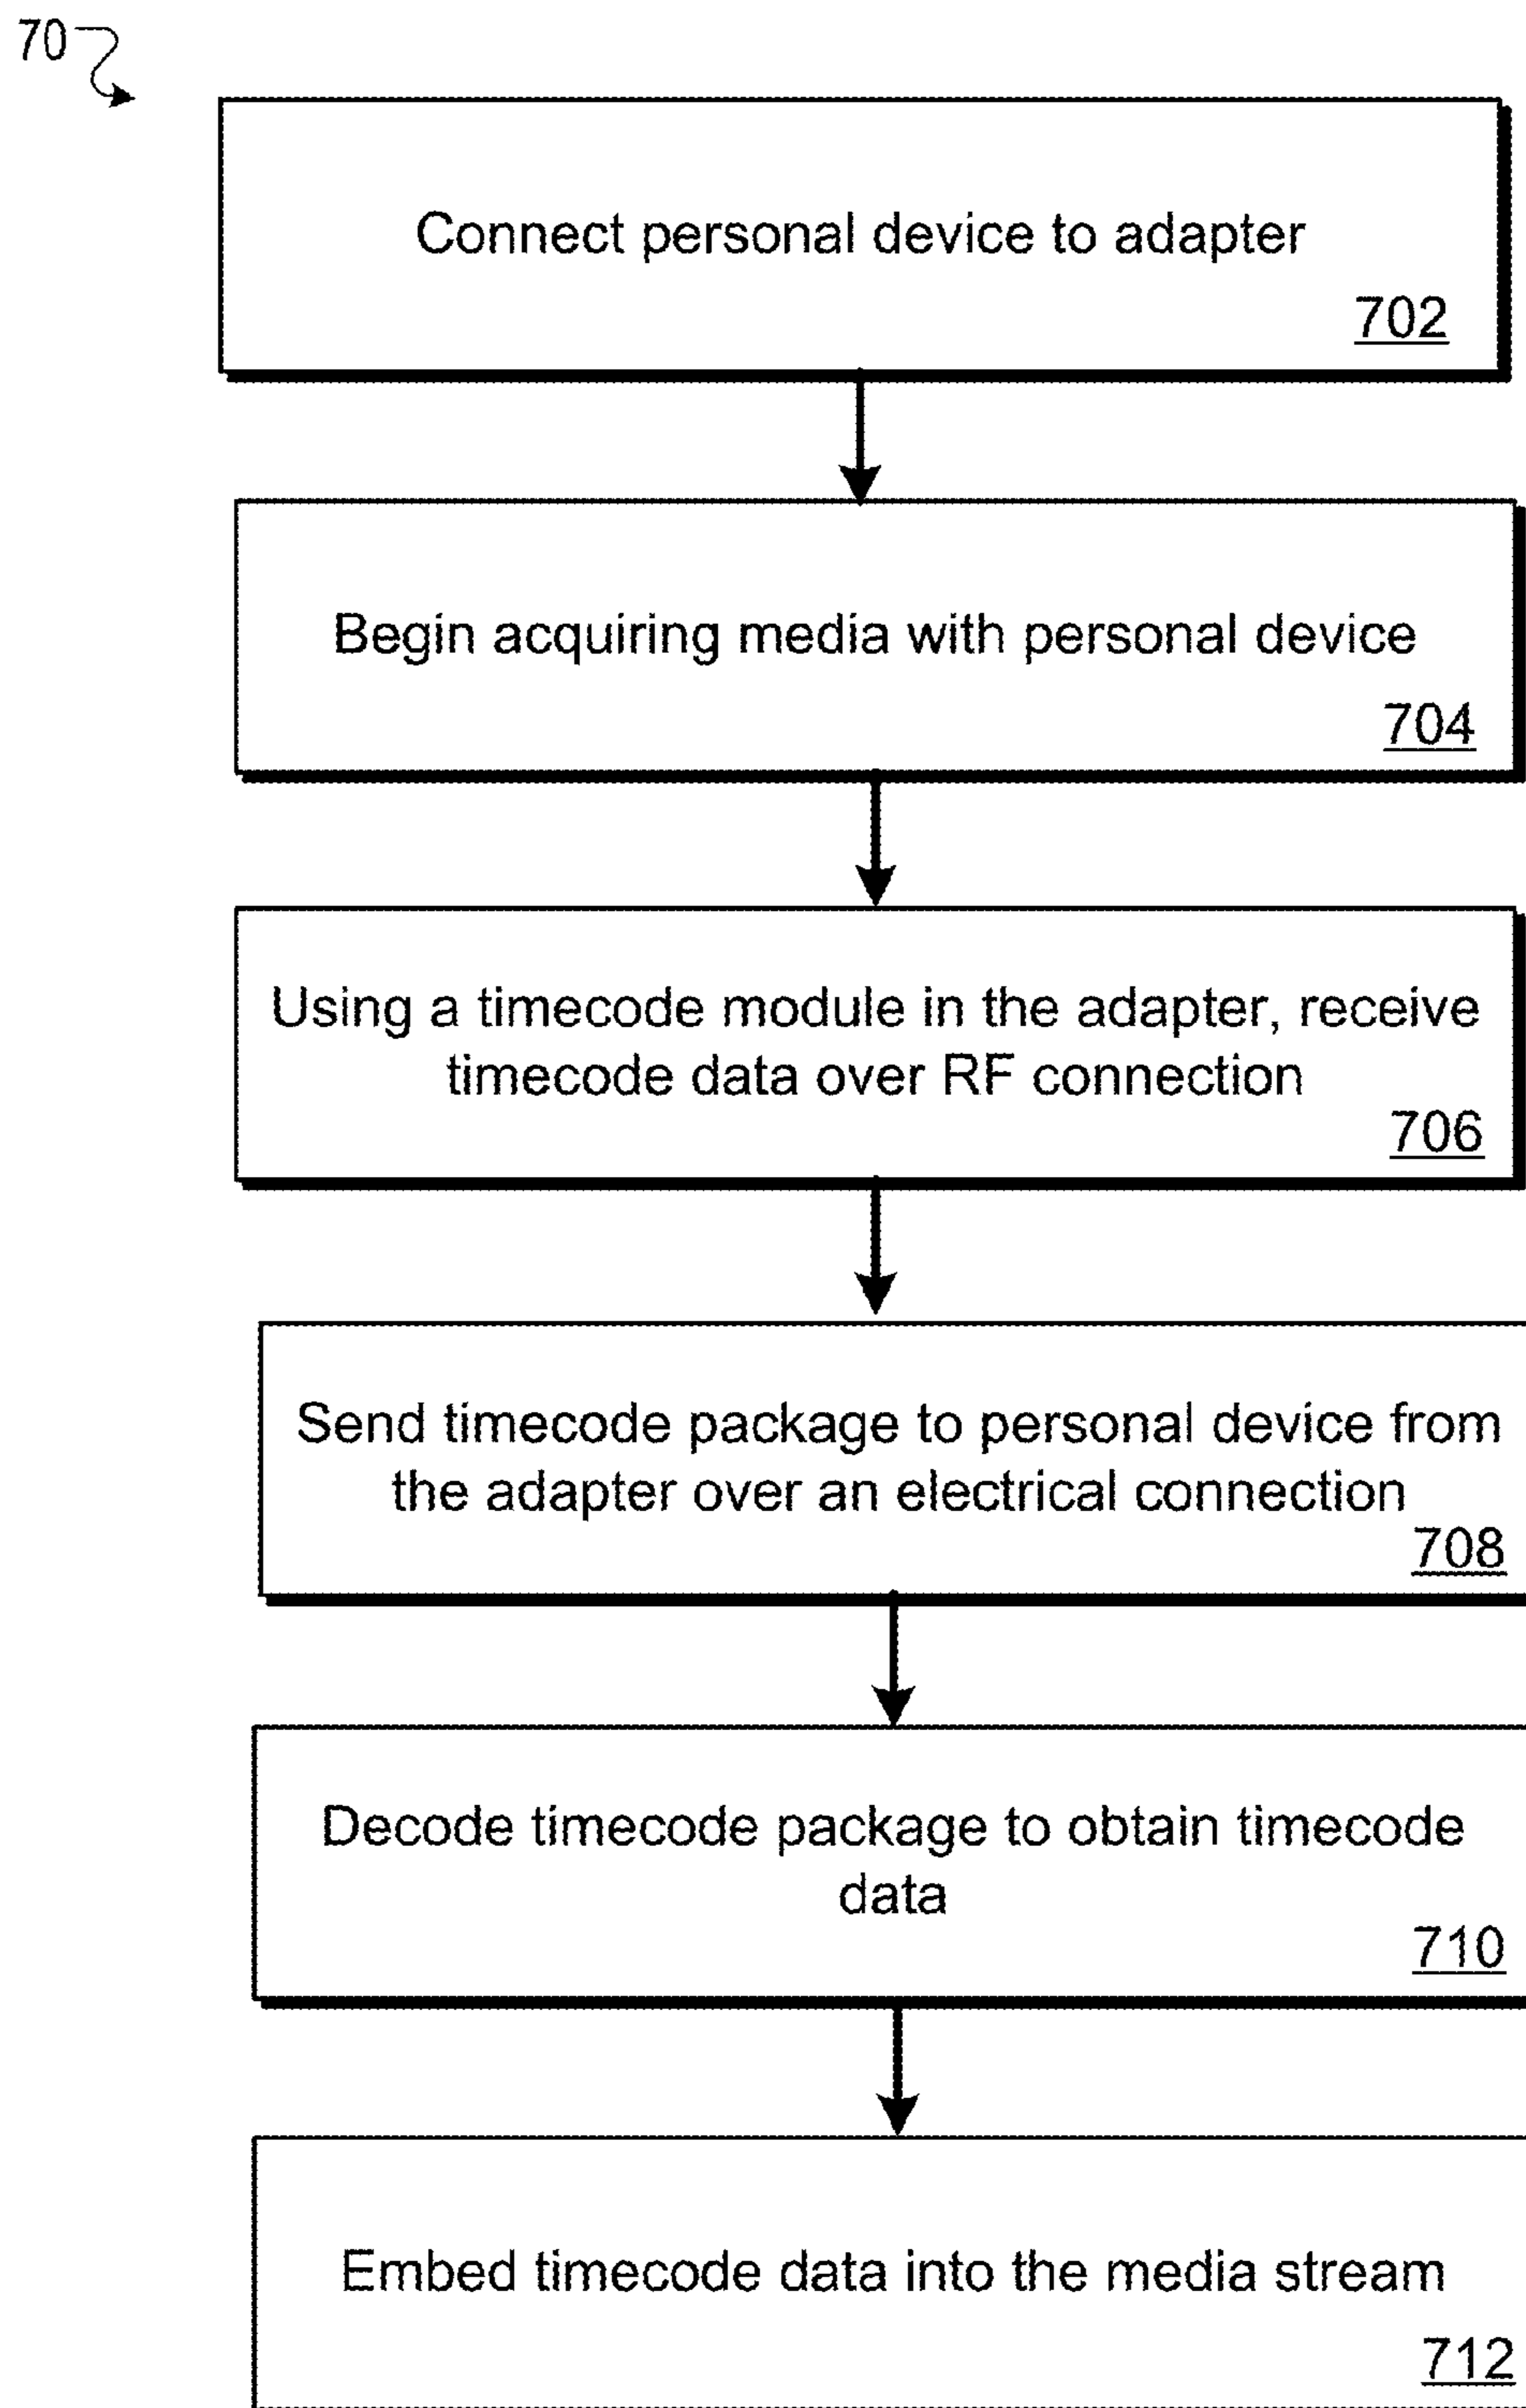 70
Connect personal device to adapter
702
Begin acquiring media with personal device
704
Using a timecode module in the adapter, receive
timecode data over RF connection
706
Send timecode package to personal device from
the adapter over an electrical connection
708
Decode timecode package to obtain timecode
data
710
Embed timecode data into the media stream
712